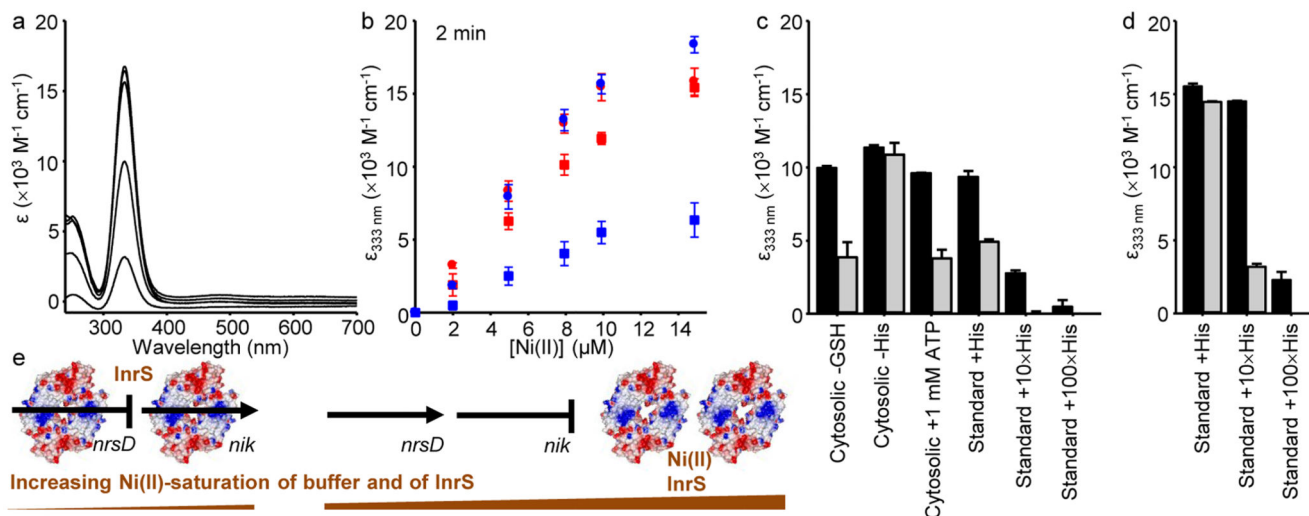 a
20
15
10
5
0
ε (×10³ M⁻¹ cm⁻¹)
300 400 500 600 700
Wavelength (nm)
b
2 min
20
15
10
5
0
ε333 nm (×10³ M⁻¹ cm⁻¹)
0 2 4 6 8 10 12 14
[Ni(II)] (µM)
c
20
15
10
5
0
ε333 nm (×10³ M⁻¹ cm⁻¹)
Cytosolic -GSH
Cytosolic -His
Cytosolic +1 mM ATP
Standard +His
Standard +10×His
Standard +100×His
d
20
15
10
5
0
ε333 nm (×10³ M⁻¹ cm⁻¹)
Standard +His
Standard +10×His
Standard +100×His
e
InrS
nrsD
nik
nrsD
nik
Ni(II)
InrS
Increasing Ni(II)-saturation of buffer and of InrS